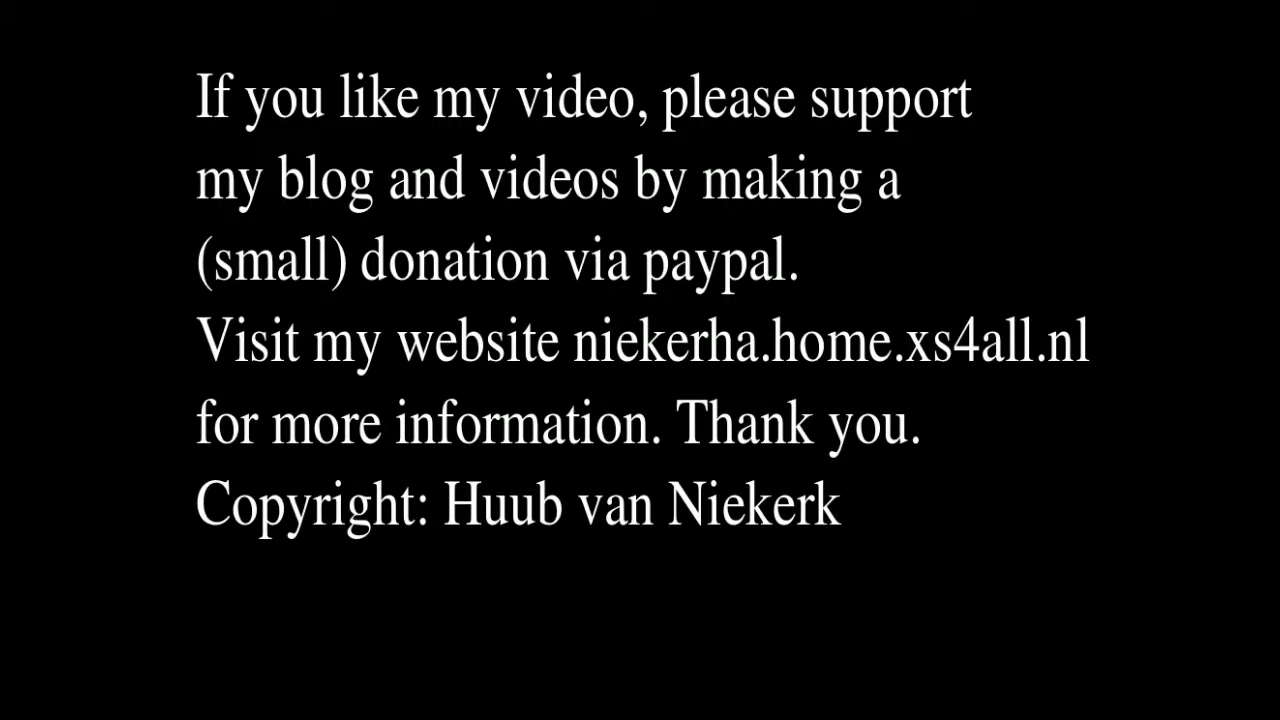 If you like my video, please support
my blog and videos by making a
(small) donation via paypal.
Visit my website niekerha.home.xs4all.nl
for more information. Thank you.
Copyright: Huub van Niekerk